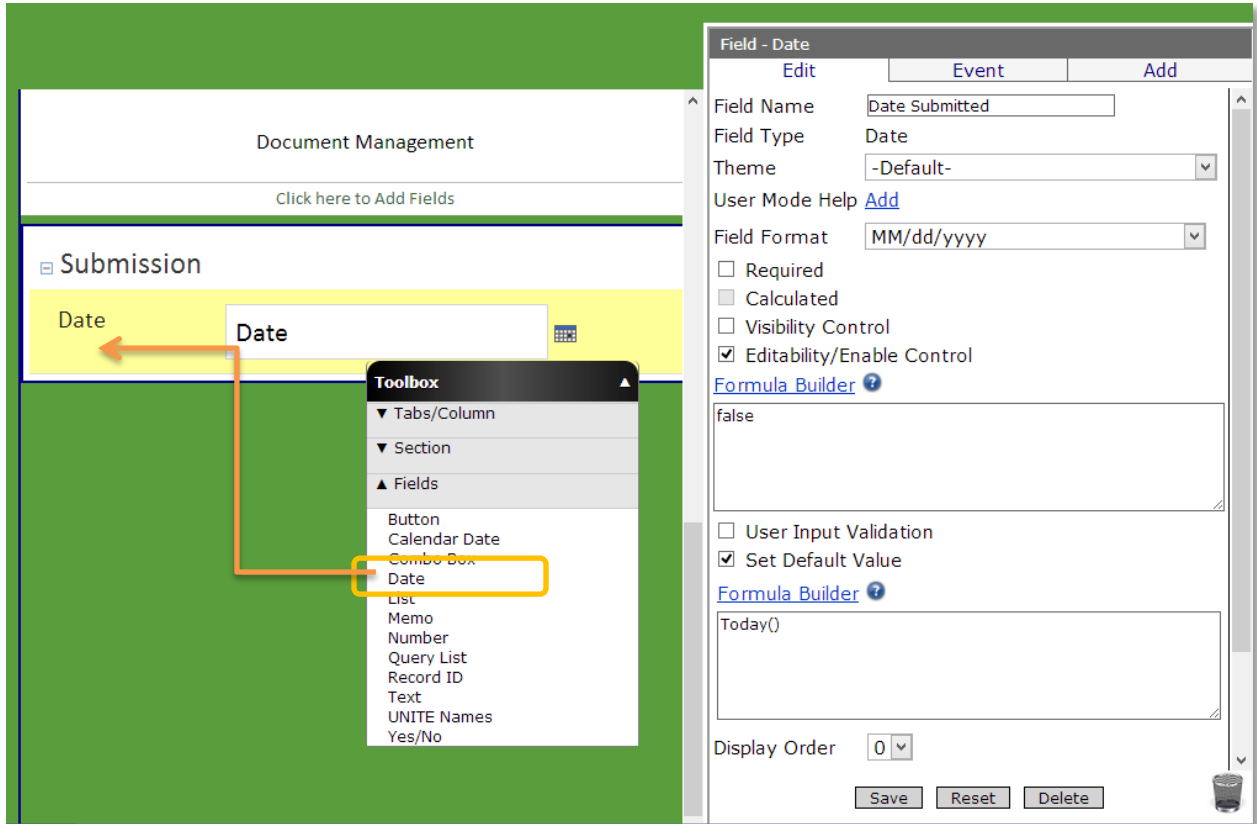 Document Management
Click here to Add Fields
Submission
Date
Date
Toolbox
Tabs/Column
Section
Fields
Button
Calendar Date
Combo Box
Date
List
Memo
Number
Query List
Record ID
Text
UNITE Names
Yes/No
Field - Date
Edit Event Add
Field Name Date Submitted
Field Type Date
Theme -Default-
User Mode Help Add
Field Format MM/dd/yyyy
Required
Calculated
Visibility Control
Editability/Enable Control
Formula Builder ?
false
User Input Validation
Set Default Value
Formula Builder ?
Today()
Display Order 0
Save Reset Delete